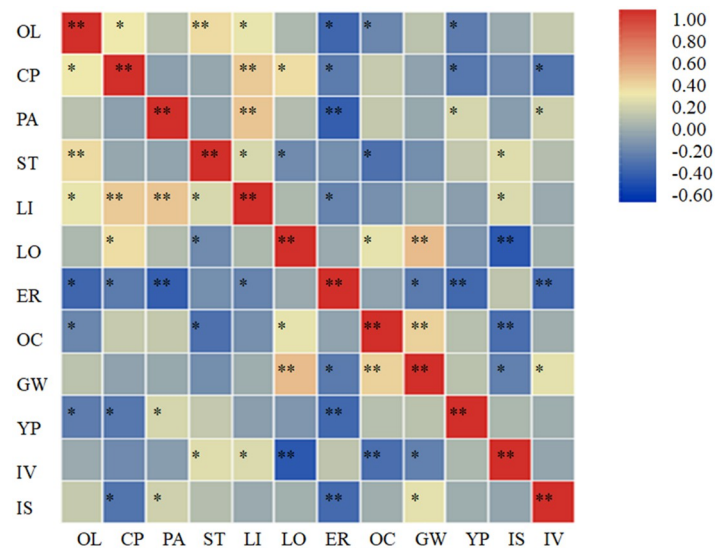 OL ** * ** * * * *
CP * ** ** * * * *
PA ** ** ** * *
ST ** ** * * * *
LI * ** ** * ** * *
LO * * ** * ** **
ER * * ** * ** * ** **
OC * * * ** ** **
GW ** * ** ** * *
YP * * * ** **
IV * * ** ** * **
IS * * ** * **
OL CP PA ST LI LO ER OC GW YP IS IV
1.00
0.80
0.60
0.40
0.20
0.00
-0.20
-0.40
-0.60